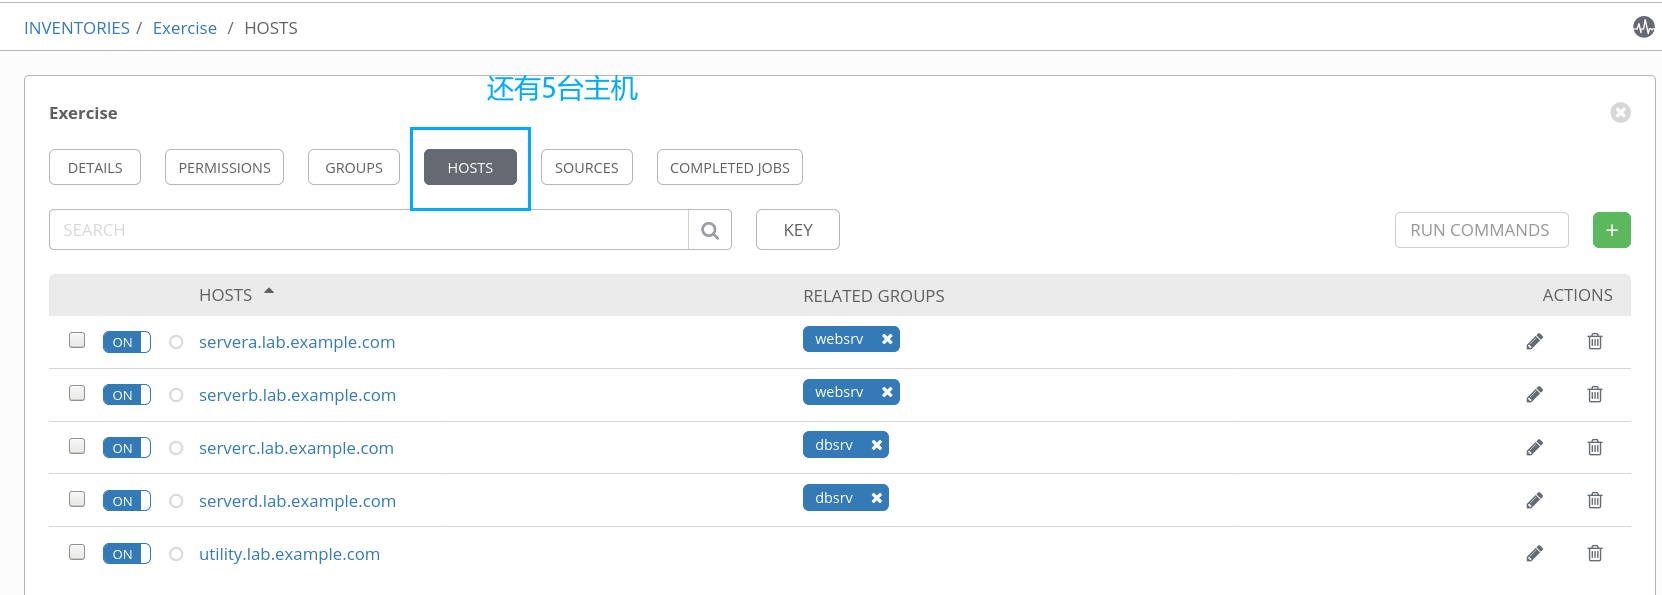 INVENTORIES / Exercise / HOSTS
还有5台主机
Exercise
DETAILS PERMISSIONS GROUPS HOSTS SOURCES COMPLETED JOBS
SEARCH KEY RUN COMMANDS +
HOSTS RELATED GROUPS ACTIONS
ON servera.lab.example.com websrv
ON serverb.lab.example.com websrv
ON serverc.lab.example.com dbsrv
ON serverd.lab.example.com dbsrv
ON utility.lab.example.com